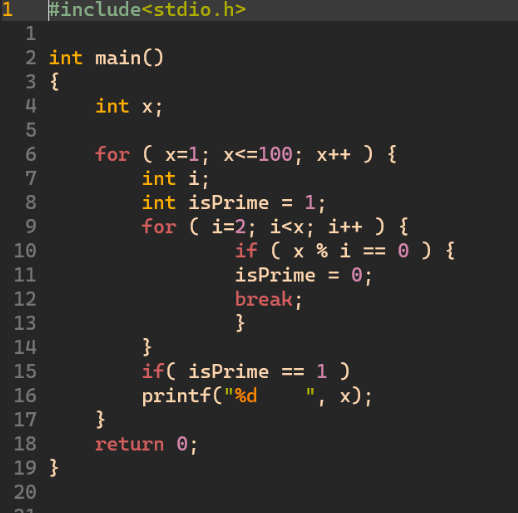 1 #include<stdio.h>
1
2 int main()
3 {
4     int x;
5
6     for ( x=1; x<=100; x++ ) {
7         int i;
8         int isPrime = 1;
9         for ( i=2; i<x; i++ ) {
10                 if ( x % i == 0 ) {
11                 isPrime = 0;
12                 break;
13                 }
14         }
15         if( isPrime == 1 )
16         printf("%d    ", x);
17     }
18     return 0;
19 }
20